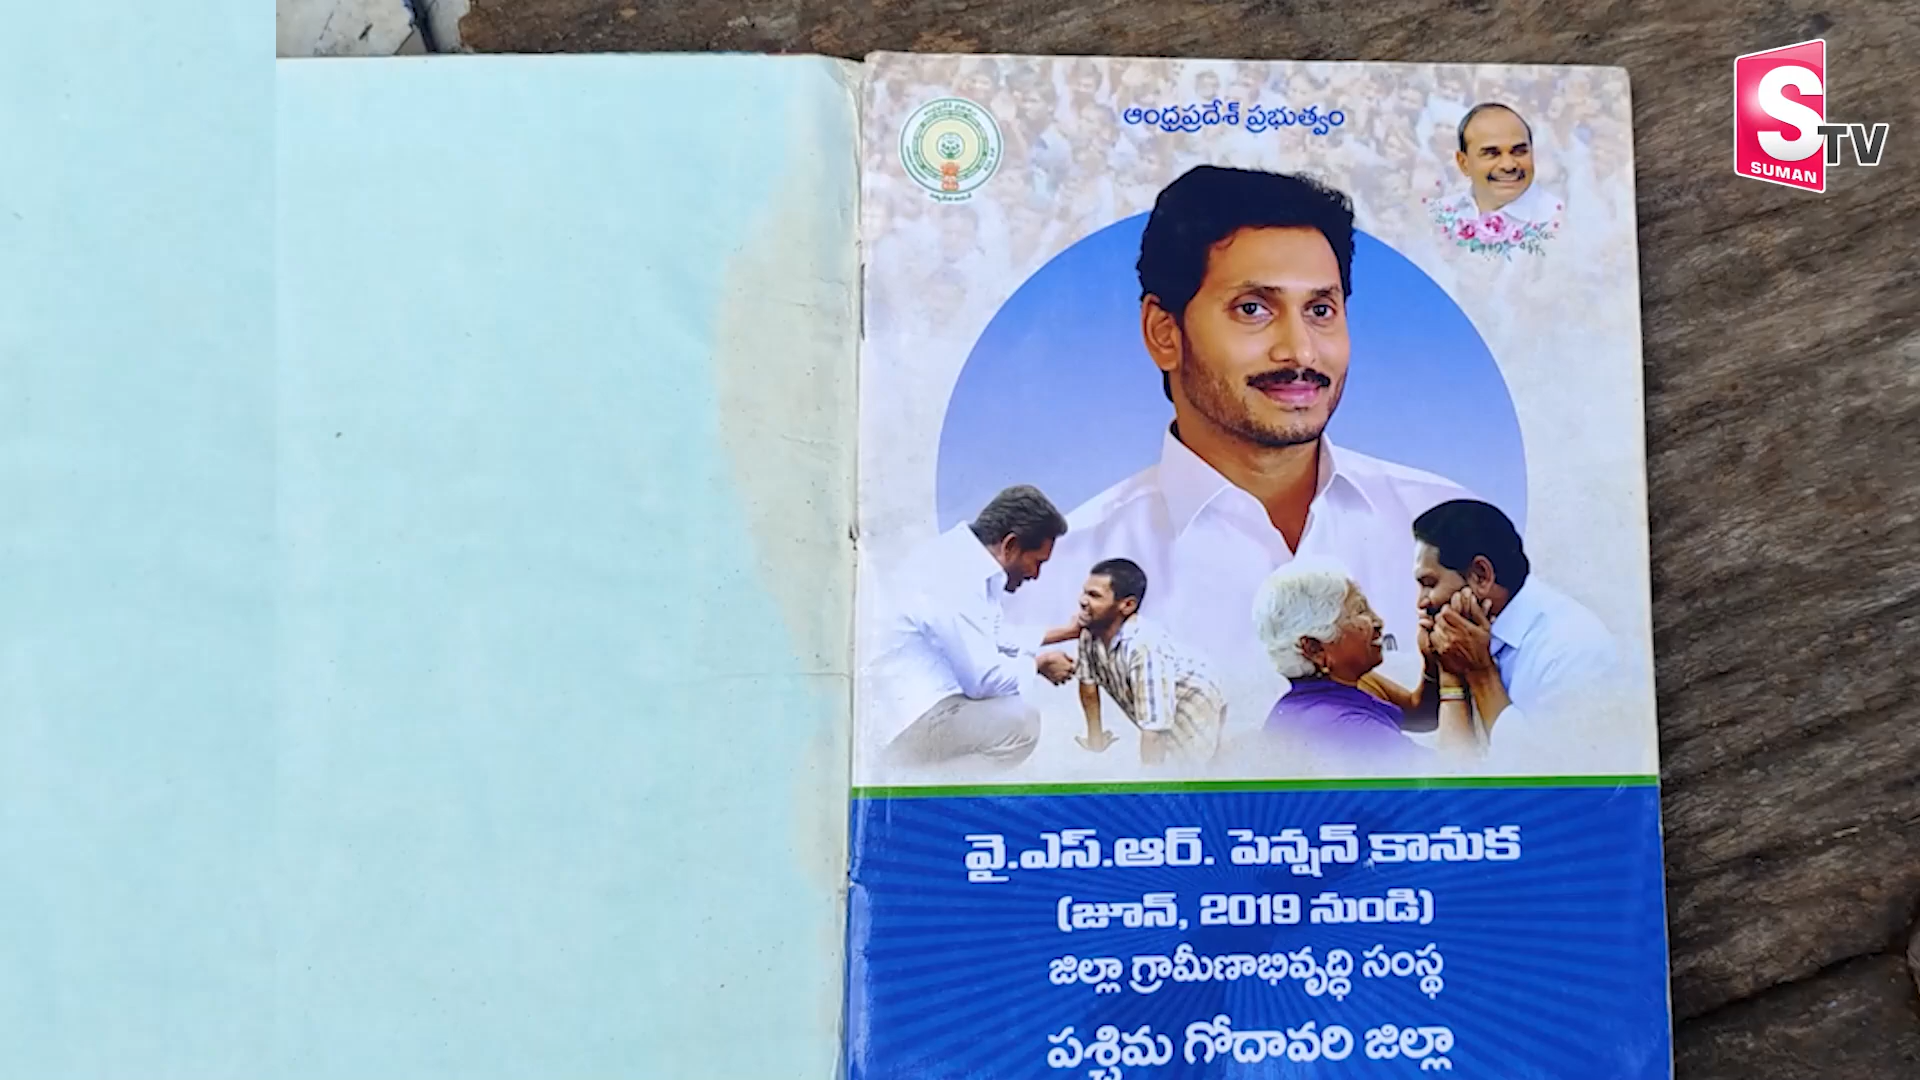 ఆంధ్రప్రదేశ్ ప్రభుత్వం
S
TV
SUMAN
వై.ఎస్.ఆర్. పెన్షన్ కానుక
(జూన్, 2019 నుండి)
జిల్లా గ్రామీణాభివృద్ధి సంస్థ
పశ్చిమ గోదావరి జిల్లా